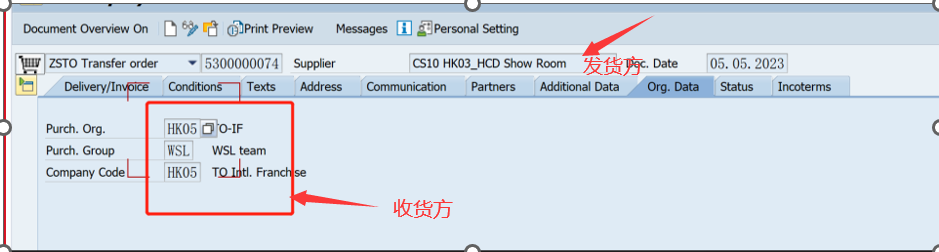 Document Overview On Print Preview Messages Personal Setting
ZSTO Transfer order 5300000074 Supplier CS10 HK03_HCD Show Room 发货方 Doc. Date 05.05.2023
Delivery/Invoice Conditions Texts Address Communication Partners Additional Data Org. Data Status Incoterms
Purch. Org. HK05 TO-IF
Purch. Group WSL WSL team
Company Code HK05 TO Intl. Franchise
收货方